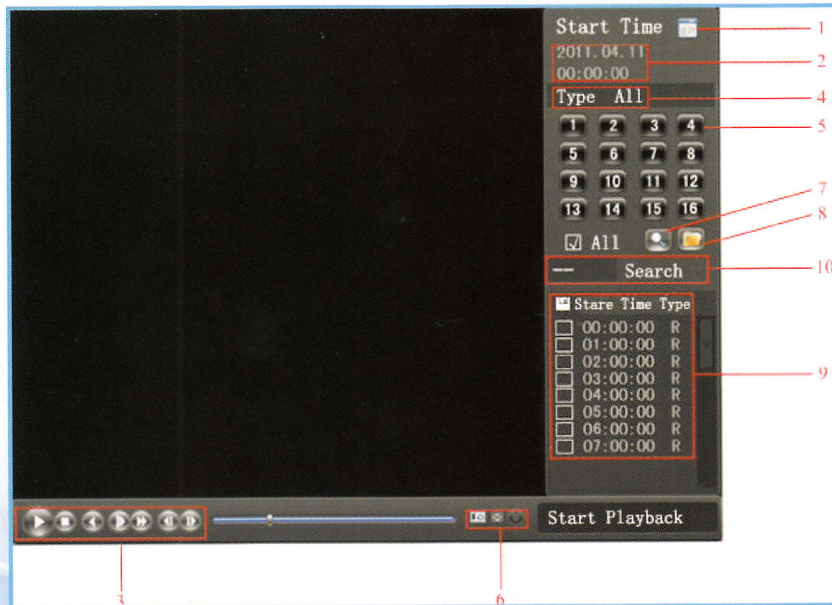 Start Time
1
2011.04.11
2
00:00:00
Type All
4
1 2 3 4
5
5 6 7 8
9 10 11 12
7
13 14 15 16
8
All
Search
10
Stare Time Type
00:00:00 R
01:00:00 R
02:00:00 R
03:00:00 R
9
04:00:00 R
05:00:00 R
06:00:00 R
07:00:00 R
Start Playback
3
6